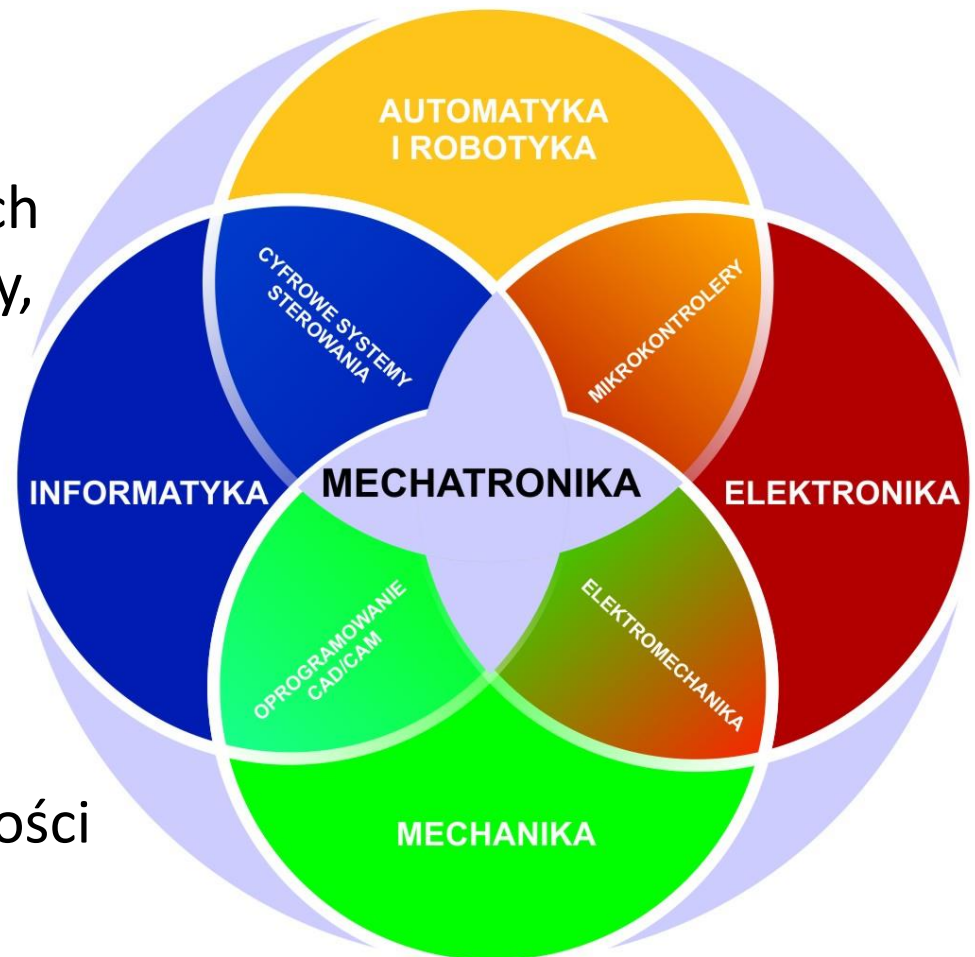 AUTOMATYKA
I ROBOTYKA
CYFROWE SYSTEMY
STEROWANIA
MIKROKONTROLERY
INFORMATYKA
MECHATRONIKA
ELEKTRONIKA
OPROGRAMOWANIE
CAD/CAM
ELEKTROMECHANIKA
MECHANIKA